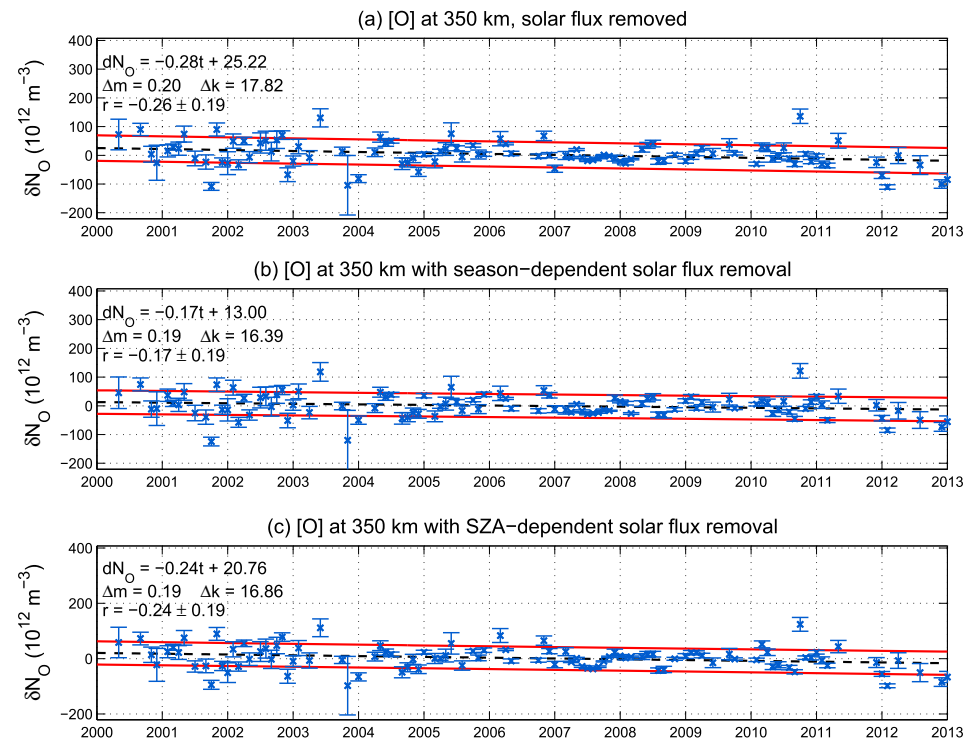 (a) [O] at 350 km, solar flux removed
400
300
200
100
0
−100
−200
δN_O (10^12 m^−3)
dN_O = −0.28t + 25.22
Δm = 0.20 Δk = 17.82
r = −0.26 ± 0.19
2000 2001 2002 2003 2004 2005 2006 2007 2008 2009 2010 2011 2012 2013
(b) [O] at 350 km with season−dependent solar flux removal
400
300
200
100
0
−100
−200
δN_O (10^12 m^−3)
dN_O = −0.17t + 13.00
Δm = 0.19 Δk = 16.39
r = −0.17 ± 0.19
2000 2001 2002 2003 2004 2005 2006 2007 2008 2009 2010 2011 2012 2013
(c) [O] at 350 km with SZA−dependent solar flux removal
400
200
0
−200
δN_O (10^12 m^−3)
dN_O = −0.24t + 20.76
Δm = 0.19 Δk = 16.86
r = −0.24 ± 0.19
2000 2001 2002 2003 2004 2005 2006 2007 2008 2009 2010 2011 2012 2013